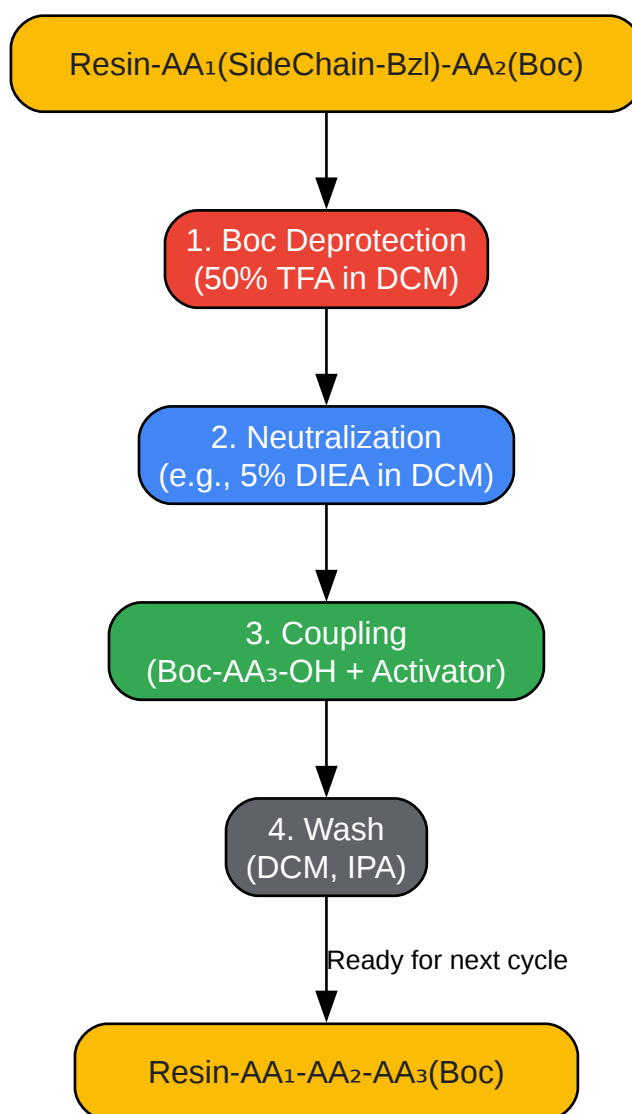 Resin-AA₁(SideChain-Bzl)-AA₂(Boc)
1. Boc Deprotection
(50% TFA in DCM)
2. Neutralization
(e.g., 5% DIEA in DCM)
3. Coupling
(Boc-AA₃-OH + Activator)
4. Wash
(DCM, IPA)
Ready for next cycle
Resin-AA₁-AA₂-AA₃(Boc)